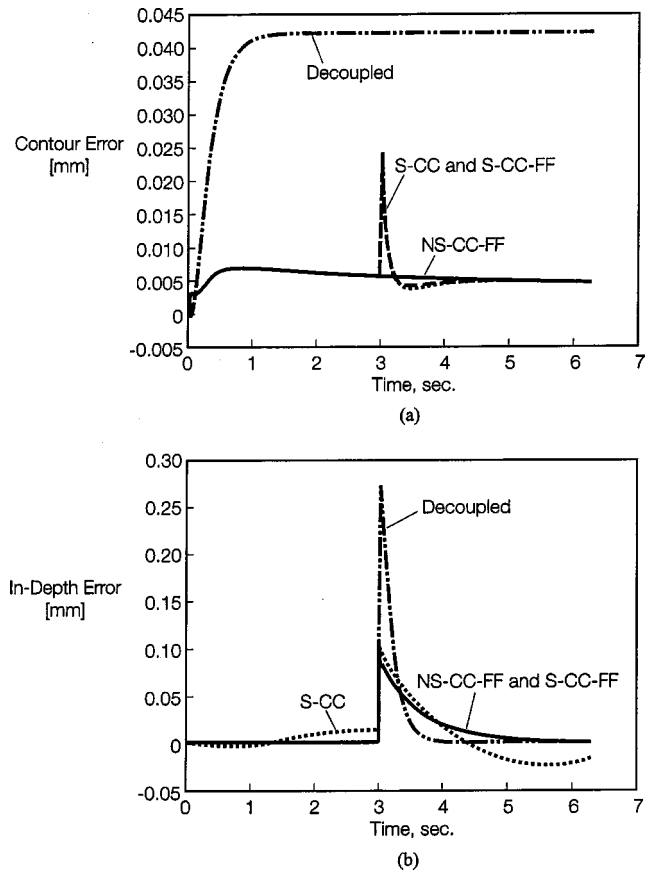 0.045
0.040
0.035
0.030
0.025
0.020
0.015
0.010
0.005
0
-0.005
Contour Error
[mm]
Decoupled
S-CC and S-CC-FF
NS-CC-FF
0 1 2 3 4 5 6 7
Time, sec.
(a)
0.30
0.25
0.20
0.15
0.10
0.05
0
-0.05
In-Depth Error
[mm]
Decoupled
NS-CC-FF and S-CC-FF
S-CC
0 1 2 3 4 5 6 7
Time, sec.
(b)